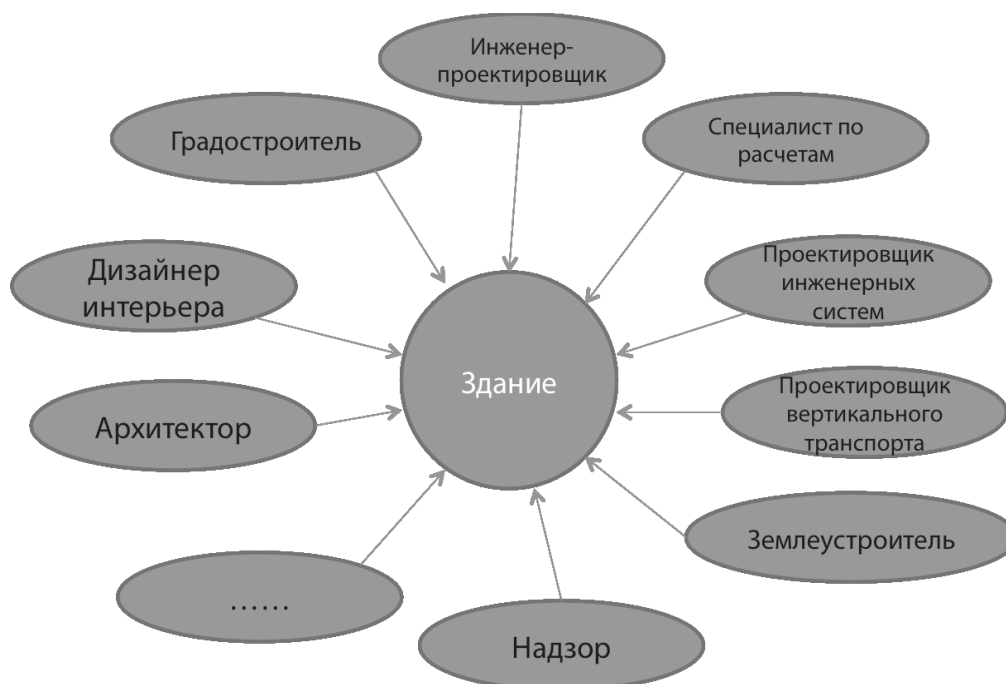 Инженер-
проектировщик
Градостроитель
Специалист по
расчетам
Дизайнер
интерьера
Проектировщик
инженерных
систем
Здание
Архитектор
Проектировщик
вертикального
транспорта
Землеустроитель
......
Надзор